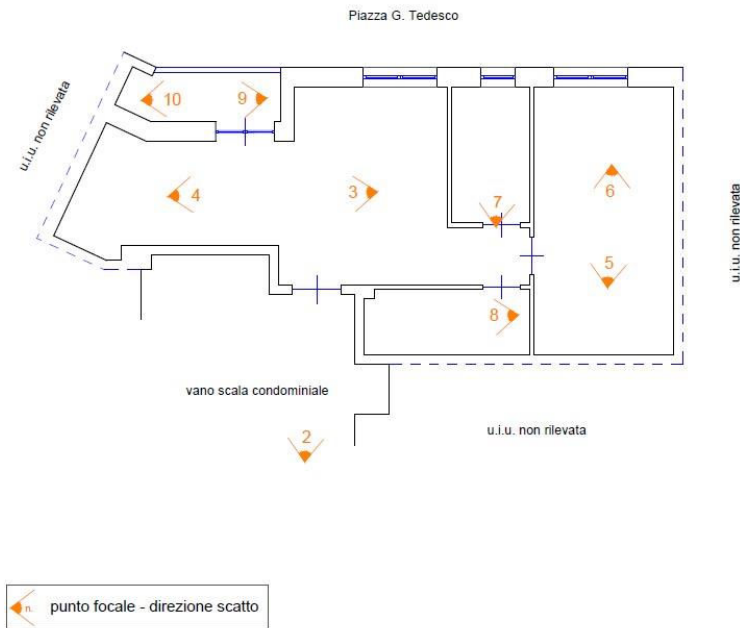 Piazza G. Tedesco
u.i.u. non rilevata
10
9
4
3
7
6
5
8
u.i.u. non rilevata
vano scala condominiale
2
u.i.u. non rilevata
n. punto focale - direzione scatto